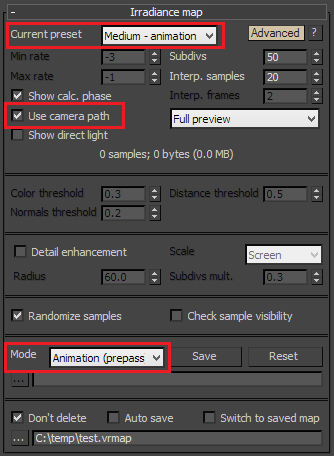 - Irradiance map
Current preset Medium - animation Advanced ?
Min rate -3 Subdivs 50
Max rate -1 Interp. samples 20
Show calc. phase Interp. frames 2
Use camera path Full preview
Show direct light
0 samples; 0 bytes (0.0 MB)
Color threshold 0.3 Distance threshold 0.5
Normals threshold 0.2
Detail enhancement Scale Screen
Radius 60.0 Subdivs mult. 0.3
Randomize samples Check sample visibility
Mode Animation (prepass Save Reset
...
Don't delete Auto save Switch to saved map
... C:\temp\test.vrmap